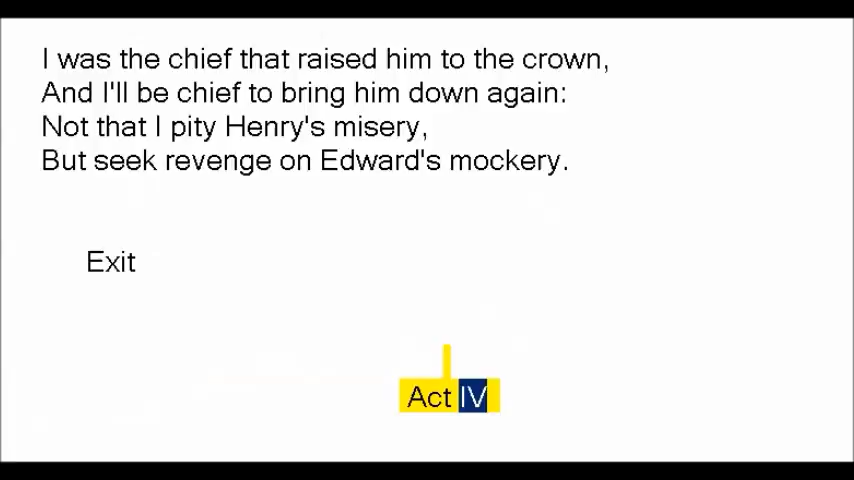 I was the chief that raised him to the crown,
And I'll be chief to bring him down again:
Not that I pity Henry's misery,
But seek revenge on Edward's mockery.
Exit
Act IV